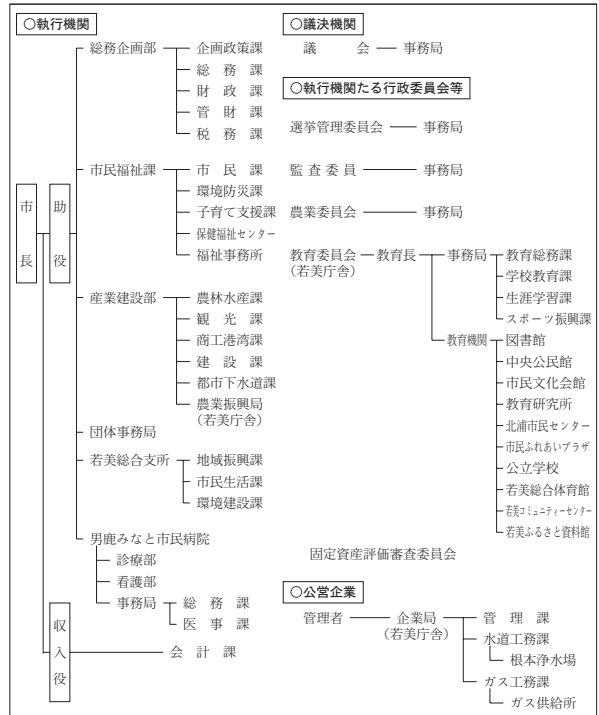 ○執行機関
市長
助役
総務企画部
企画政策課
総務課
財政課
管財課
税務課
市民福祉課
市民課
環境防災課
子育て支援課
保健福祉センター
福祉事務所
産業建設部
農林水産課
観光課
商工港湾課
建設課
都市下水道課
農業振興局
(若美庁舎)
団体事務局
若美総合支所
地域振興課
市民生活課
環境建設課
男鹿みなと市民病院
診療部
看護部
事務局
総務課
医事課
収入役
会計課
○議決機関
議会 事務局
○執行機関たる行政委員会等
選挙管理委員会 事務局
監査委員 事務局
農業委員会 事務局
教育委員会 教育長
(若美庁舎)
事務局
教育総務課
学校教育課
生涯学習課
スポーツ振興課
教育機関
図書館
中央公民館
市民文化会館
教育研究所
北浦市民センター
市民ふれあいプラザ
公立学校
若美総合体育館
若美コミュニティーセンター
若美ふるさと資料館
固定資産評価審査委員会
○公営企業
管理者 企業局
(若美庁舎)
管理課
水道工務課
根本浄水場
ガス工務課
ガス供給所